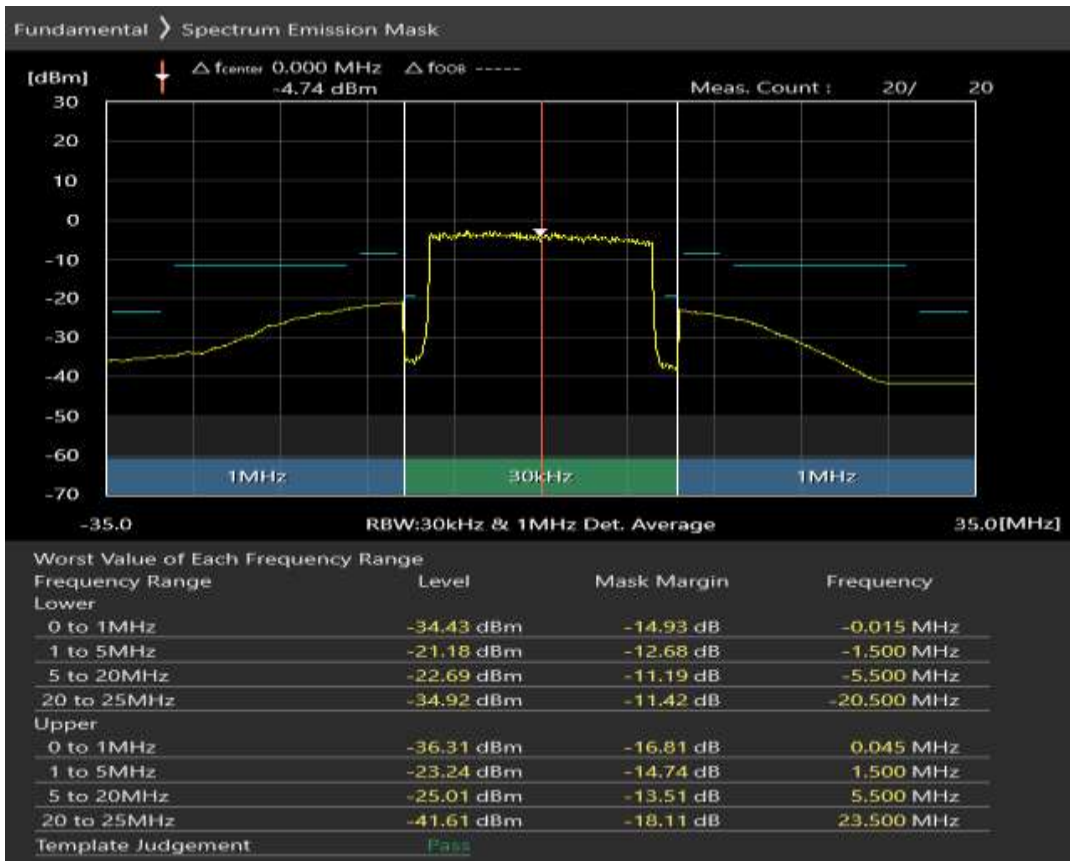 Fundamental 〉 Spectrum Emission Mask
[dBm] △ fcenter 0.000 MHz △ fOOB -----
-4.74 dBm Meas. Count : 20/ 20
30
20
10
0
-10
-20
-30
-40
-50
-60
1MHz 30kHz 1MHz
-70
-35.0 RBW:30kHz & 1MHz Det. Average 35.0[MHz]
Worst Value of Each Frequency Range
Frequency Range Level Mask Margin Frequency
Lower
0 to 1MHz -34.43 dBm -14.93 dB -0.015 MHz
1 to 5MHz -21.18 dBm -12.68 dB -1.500 MHz
5 to 20MHz -22.69 dBm -11.19 dB -5.500 MHz
20 to 25MHz -34.92 dBm -11.42 dB -20.500 MHz
Upper
0 to 1MHz -36.31 dBm -16.81 dB 0.045 MHz
1 to 5MHz -23.24 dBm -14.74 dB 1.500 MHz
5 to 20MHz -25.01 dBm -13.51 dB 5.500 MHz
20 to 25MHz -41.61 dBm -18.11 dB 23.500 MHz
Template Judgement Pass